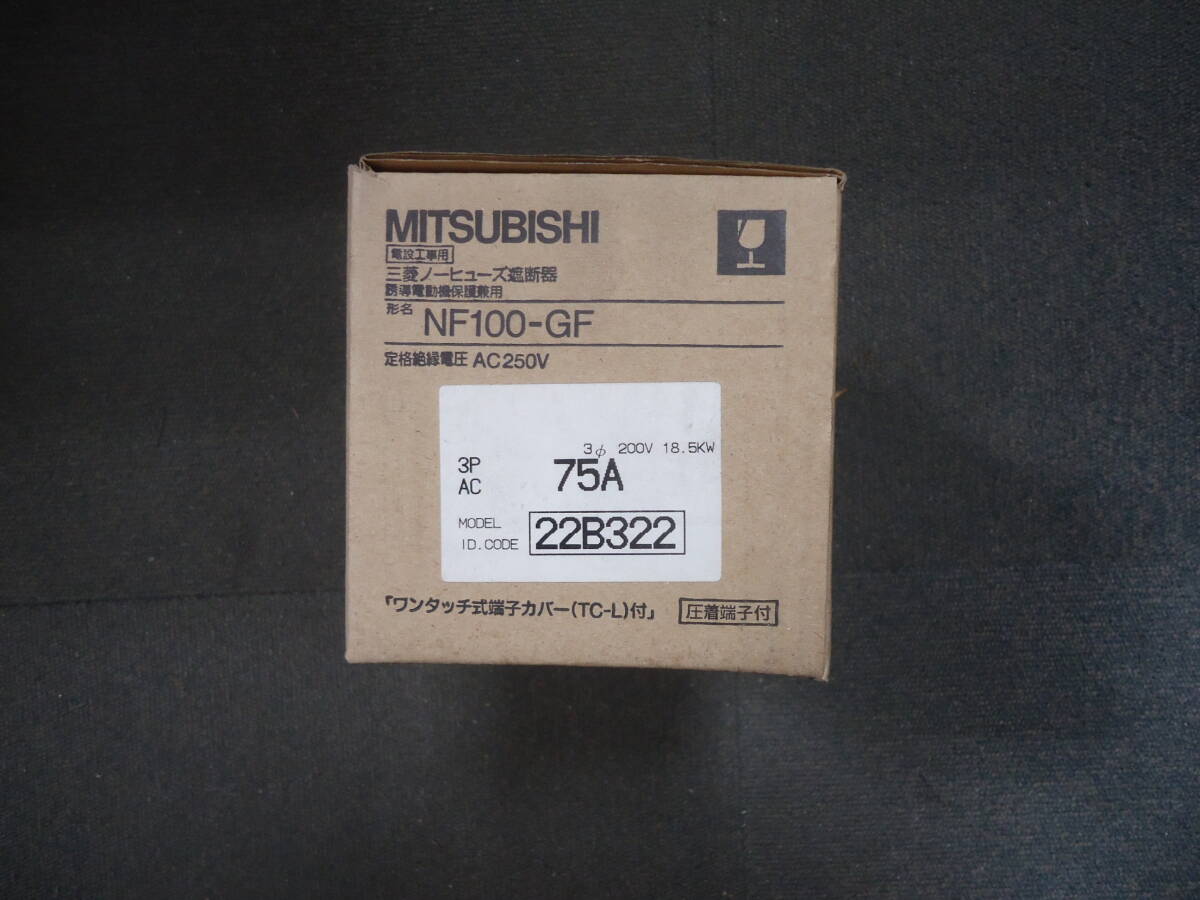 MITSUBISHI
電設工事用
三菱ノーヒューズ遮断器
誘導電動機保護兼用
形名 NF100-GF
定格絶縁電圧 AC250V
3φ 200V 18.5KW
3P
AC 75A
MODEL
ID.CODE 22B322
「ワンタッチ式端子カバー(TC-L)付」 圧着端子付